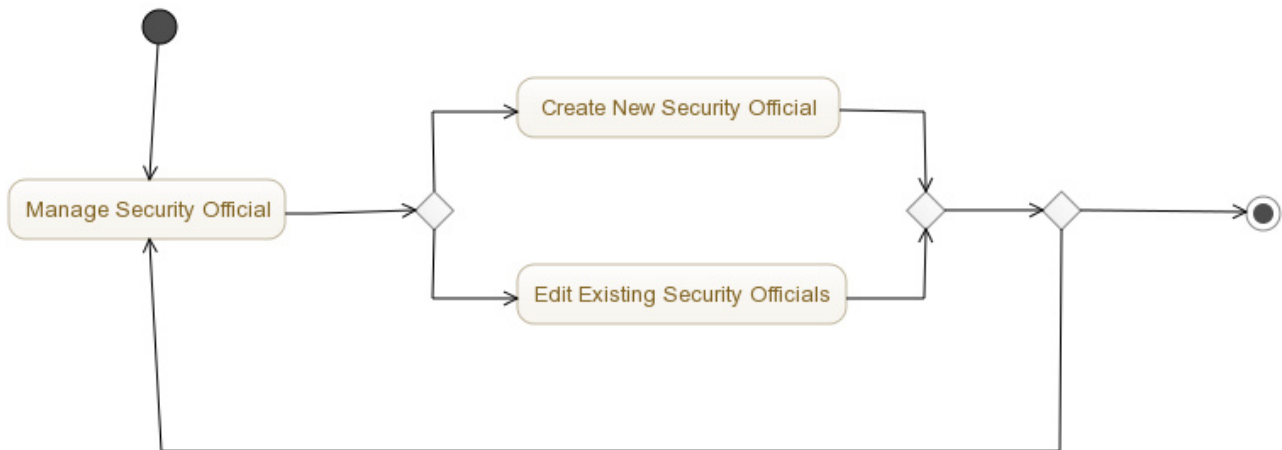 Create New Security Official
Manage Security Official
Edit Existing Security Officials